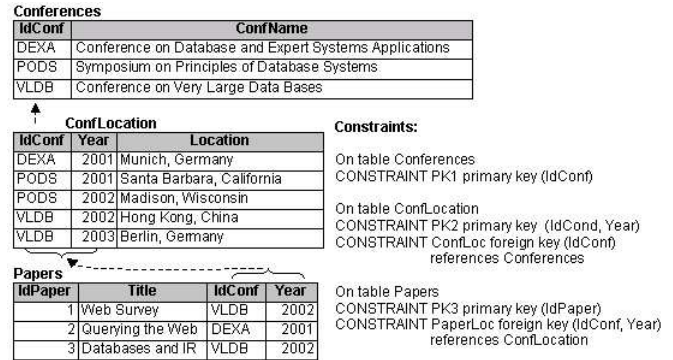 Conferences
IdConf ConfName
DEXA Conference on Database and Expert Systems Applications
PODS Symposium on Principles of Database Systems
VLDB Conference on Very Large Data Bases
ConfLocation
IdConf Year Location
DEXA 2001 Munich, Germany
PODS 2001 Santa Barbara, California
PODS 2002 Madison, Wisconsin
VLDB 2002 Hong Kong, China
VLDB 2003 Berlin, Germany
Constraints:
On table Conferences
CONSTRAINT PK1 primary key (IdConf)
On table ConfLocation
CONSTRAINT PK2 primary key (IdCond, Year)
CONSTRAINT ConfLoc foreign key (IdConf)
references Conferences
Papers
IdPaper Title IdConf Year
1 Web Survey VLDB 2002
2 Querying the Web DEXA 2001
3 Databases and IR VLDB 2002
On table Papers
CONSTRAINT PK3 primary key (IdPaper)
CONSTRAINT PaperLoc foreign key (IdConf, Year)
references ConfLocation